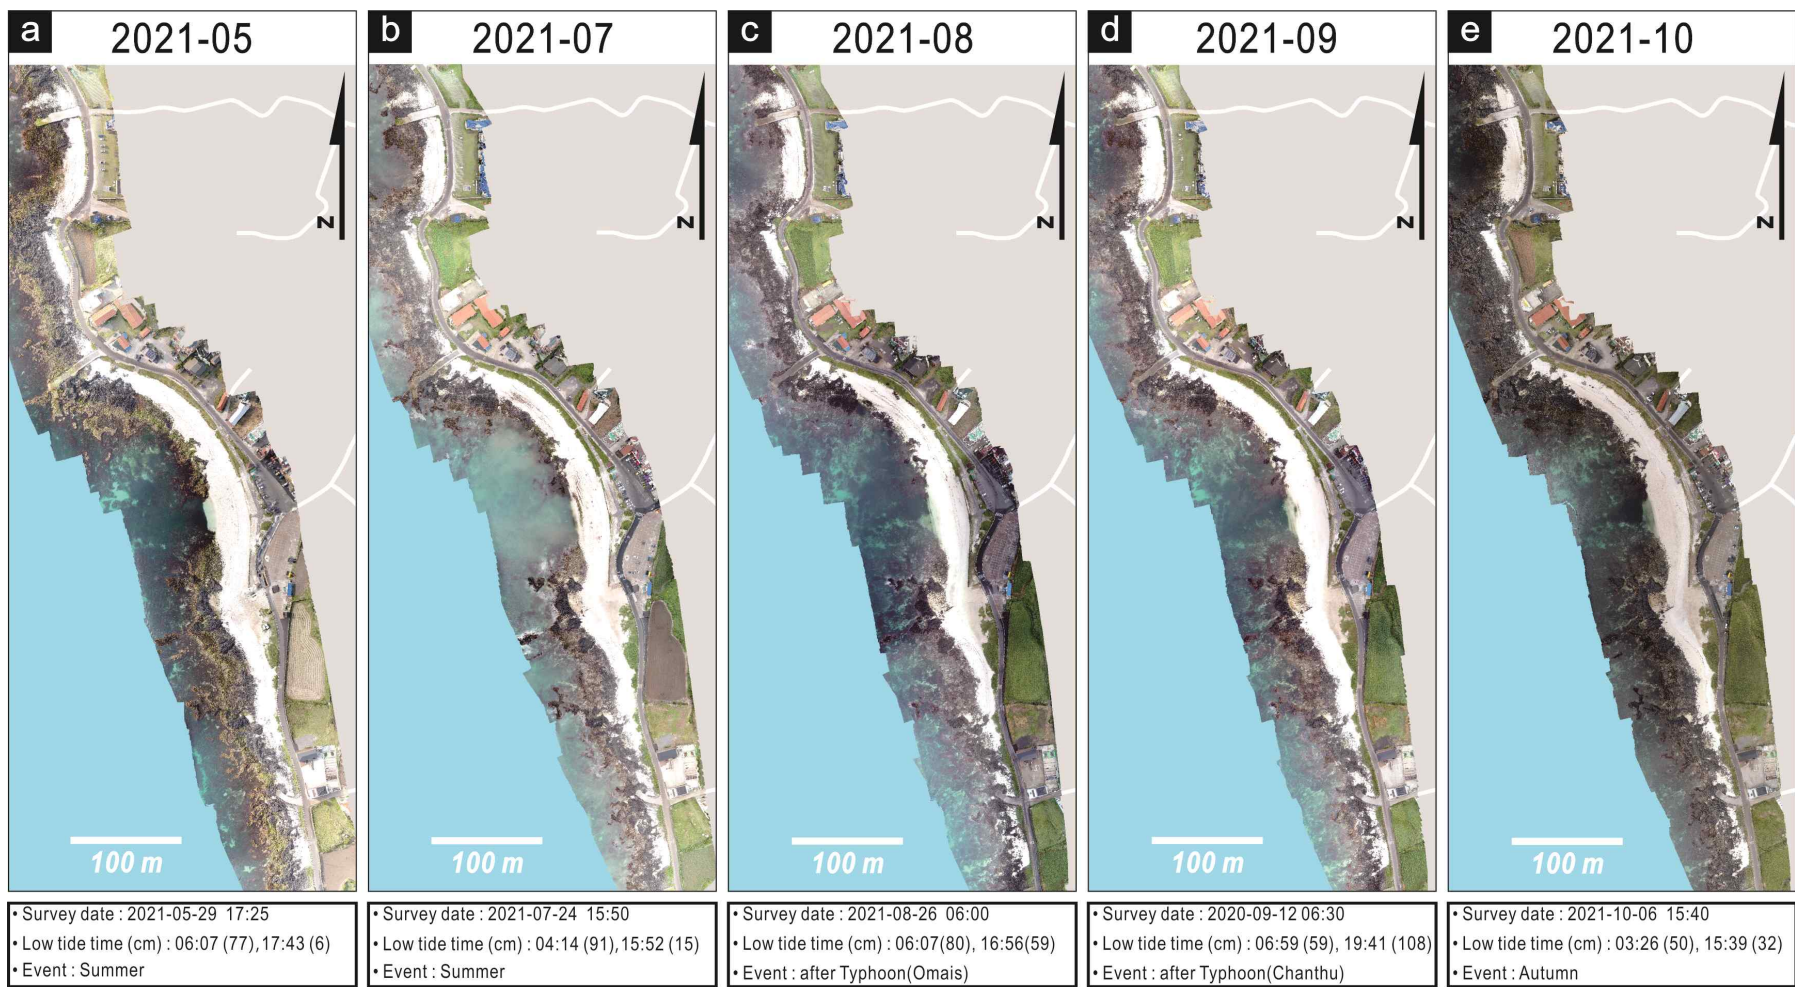 a 2021-05
b 2021-07
c 2021-08
d 2021-09
e 2021-10
N
N
N
N
N
100 m
100 m
100 m
100 m
100 m
• Survey date : 2021-05-29 17:25
• Low tide time (cm) : 06:07 (77), 17:43 (6)
• Event : Summer
• Survey date : 2021-07-24 15:50
• Low tide time (cm) : 04:14 (91), 15:52 (15)
• Event : Summer
• Survey date : 2021-08-26 06:00
• Low tide time (cm) : 06:07(80), 16:56(59)
• Event : after Typhoon(Omais)
• Survey date : 2020-09-12 06:30
• Low tide time (cm) : 06:59 (59), 19:41 (108)
• Event : after Typhoon(Chanthu)
• Survey date : 2021-10-06 15:40
• Low tide time (cm) : 03:26 (50), 15:39 (32)
• Event : Autumn